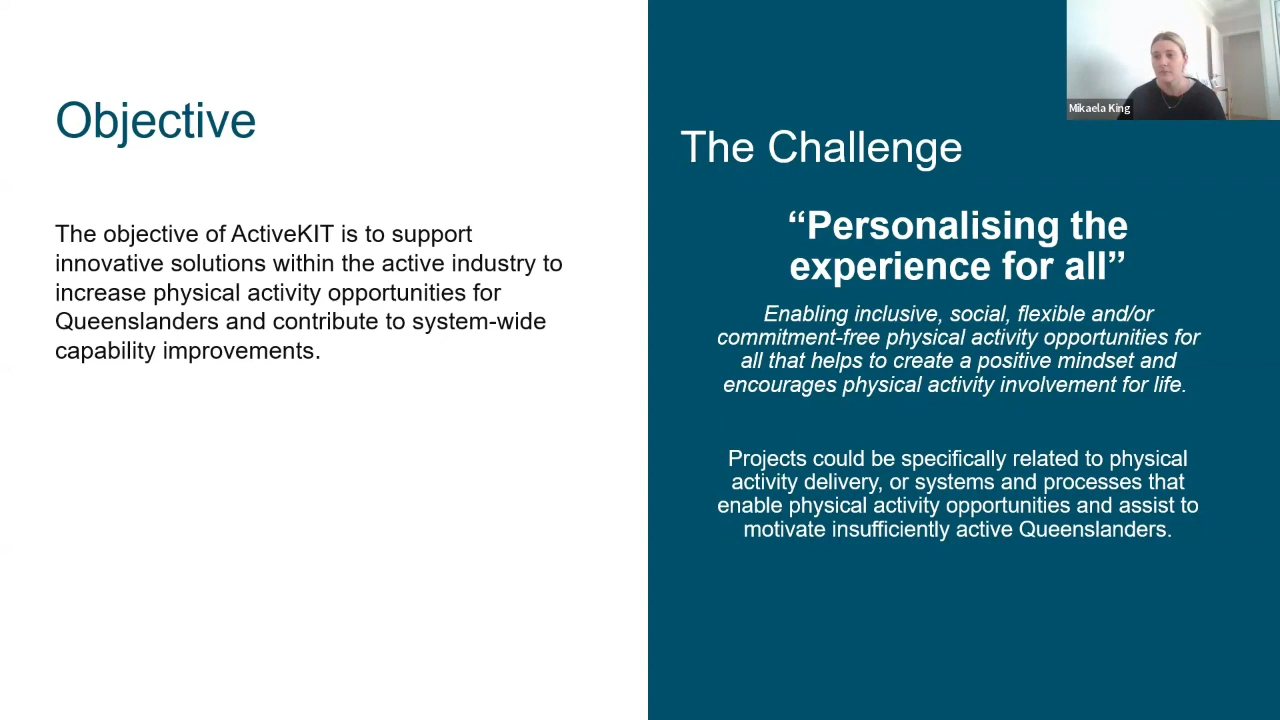 Objective
The objective of ActiveKIT is to support
innovative solutions within the active industry to
increase physical activity opportunities for
Queenslanders and contribute to system-wide
capability improvements.
Mikaela King
The Challenge
“Personalising the
experience for all”
Enabling inclusive, social, flexible and/or
commitment-free physical activity opportunities for
all that helps to create a positive mindset and
encourages physical activity involvement for life.
Projects could be specifically related to physical
activity delivery, or systems and processes that
enable physical activity opportunities and assist to
motivate insufficiently active Queenslanders.